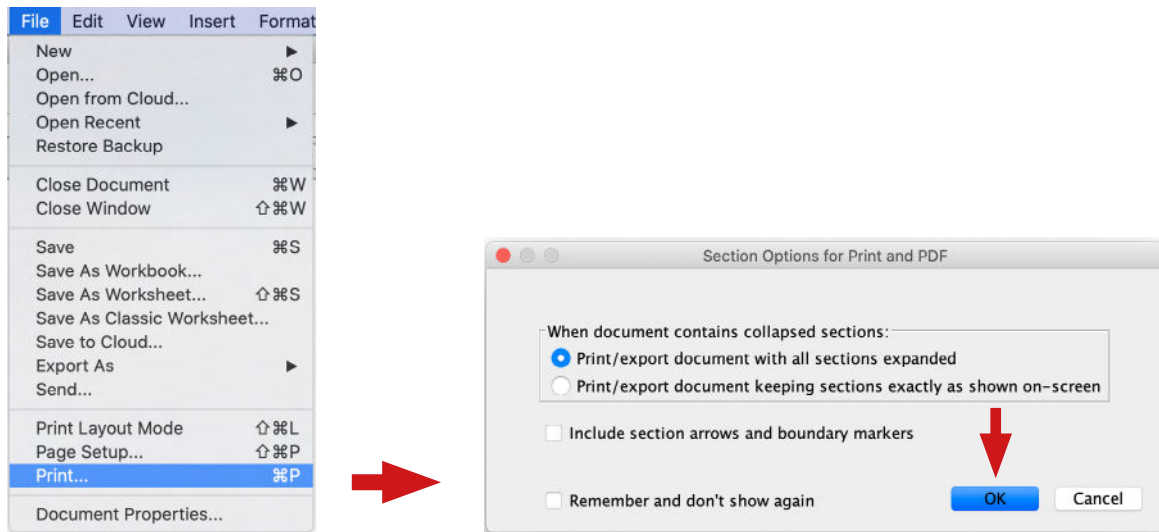 File Edit View Insert Format
New ▶
Open... ⌘O
Open from Cloud...
Open Recent ▶
Restore Backup
Close Document ⌘W
Close Window ⇧⌘W
Save ⌘S
Save As Workbook...
Save As Worksheet... ⇧⌘S
Save As Classic Worksheet...
Save to Cloud...
Export As ▶
Send...
Print Layout Mode ⇧⌘L
Page Setup... ⇧⌘P
Print... ⌘P
Document Properties...
Section Options for Print and PDF
When document contains collapsed sections:
Print/export document with all sections expanded
Print/export document keeping sections exactly as shown on-screen
Include section arrows and boundary markers
Remember and don't show again
OK Cancel